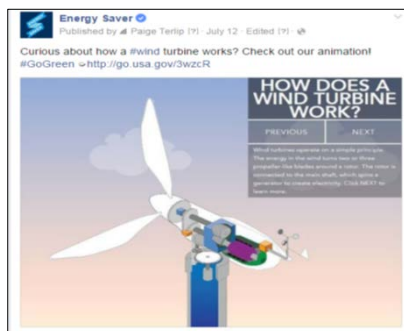 Energy Saver
Published by Paige Terlip [?] · July 12 · Edited [?] ·
Curious about how a #wind turbine works? Check out our animation!
#GoGreen http://go.usa.gov/3wzcR
HOW DOES A
WIND TURBINE
WORK?
PREVIOUS NEXT
Wind turbines operate on a simple principle.
The energy in the wind turns two or three
propeller-like blades around a rotor. The rotor is
connected to the main shaft, which spins a
generator to create electricity. Click NEXT to
learn more.